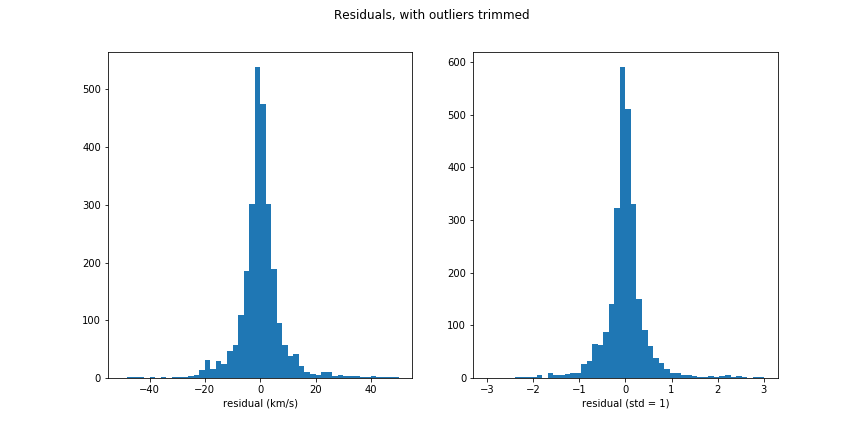 Residuals, with outliers trimmed
500
400
300
200
100
0
−40 −20 0 20 40
residual (km/s)
600
500
400
300
200
100
0
−3 −2 −1 0 1 2 3
residual (std = 1)